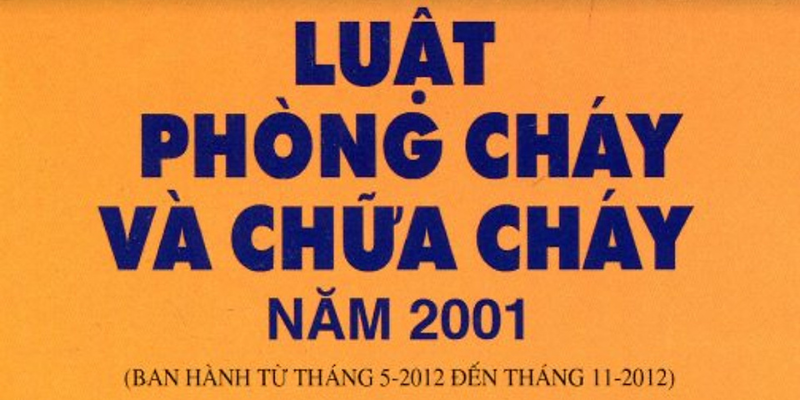 LUẬT
PHÒNG CHÁY
VÀ CHỮA CHÁY
NĂM 2001
(BAN HÀNH TỪ THÁNG 5-2012 ĐẾN THÁNG 11-2012)